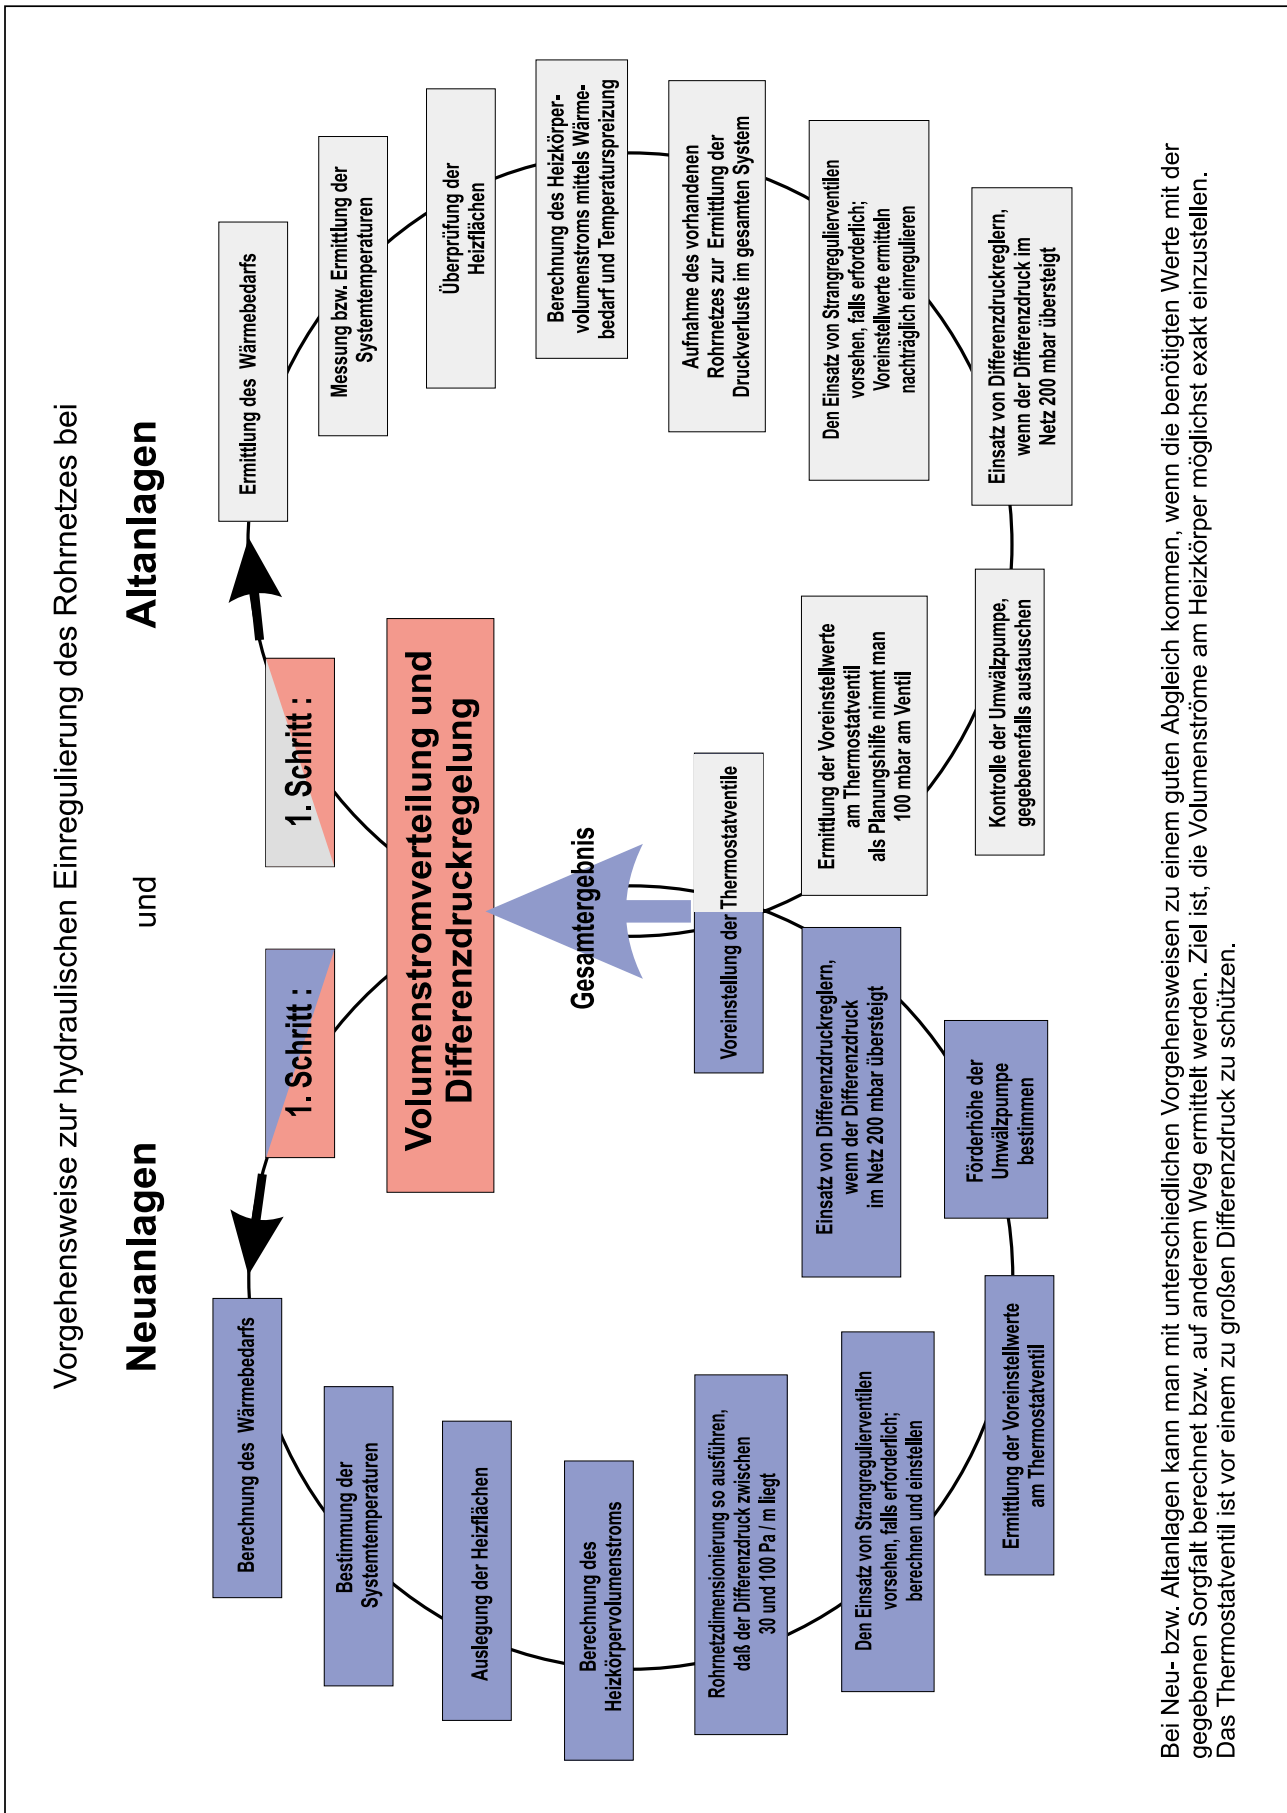 Vorgehensweise zur hydraulischen Einregulierung des Rohrnetzes bei
Neuanlagen
und
Altanlagen
1. Schritt :
1. Schritt :
Volumenstromverteilung und
Differenzdruckregelung
Gesamtergebnis
Voreinstellung der Thermostatventile
Berechnung des Wärmebedarfs
Bestimmung der
Systemtemperaturen
Auslegung der Heizflächen
Berechnung des
Heizkörpervolumenstroms
Rohrnetzdimensionierung so ausführen,
daß der Differenzdruck zwischen
30 und 100 Pa / m liegt
Den Einsatz von Strangregulierventilen
vorsehen, falls erforderlich;
berechnen und einstellen
Ermittlung der Voreinstellwerte
am Thermostatventil
Förderhöhe der
Umwälzpumpe
bestimmen
Einsatz von Differenzdruckreglern,
wenn der Differenzdruck
im Netz 200 mbar übersteigt
Ermittlung des Wärmebedarfs
Messung bzw. Ermittlung der
Systemtemperaturen
Überprüfung der
Heizflächen
Berechnung des Heizkörper-
volumenstroms mittels Wärme-
bedarf und Temperaturspreizung
Aufnahme des vorhandenen
Rohrnetzes zur Ermittlung der
Druckverluste im gesamten System
Den Einsatz von Strangregulierventilen
vorsehen, falls erforderlich;
Voreinstellwerte ermitteln
nachträglich einregulieren
Einsatz von Differenzdruckreglern,
wenn der Differenzdruck im
Netz 200 mbar übersteigt
Kontrolle der Umwälzpumpe,
gegebenenfalls austauschen
Ermittlung der Voreinstellwerte
am Thermostatventil
als Planungshilfe nimmt man
100 mbar am Ventil
Bei Neu- bzw. Altanlagen kann man mit unterschiedlichen Vorgehensweisen zu einem guten Abgleich kommen, wenn die benötigten Werte mit der
gegebenen Sorgfalt berechnet bzw. auf anderem Weg ermittelt werden. Ziel ist, die Volumenströme am Heizkörper möglichst exakt einzustellen.
Das Thermostatventil ist vor einem zu großen Differenzdruck zu schützen.